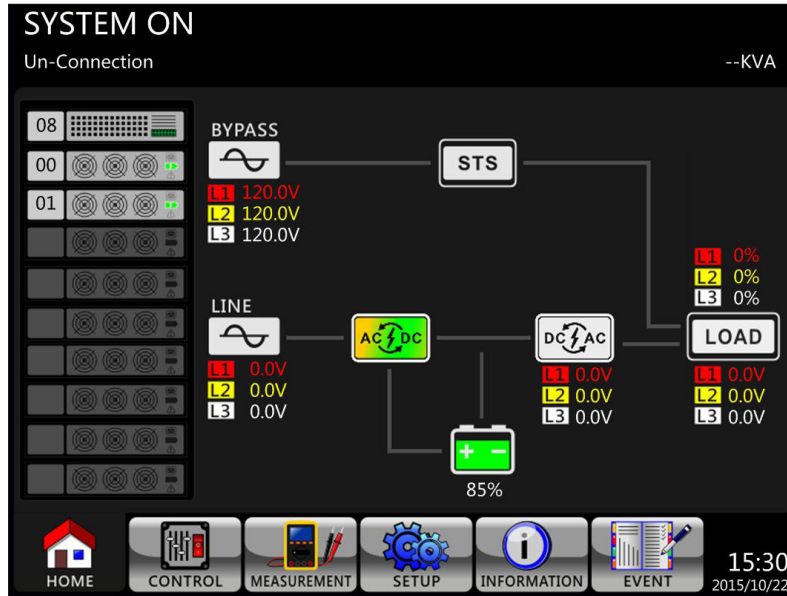 SYSTEM ON
Un-Connection
--KVA
08
00
01
BYPASS
L1 120.0V
L2 120.0V
L3 120.0V
STS
L1 0%
L2 0%
L3 0%
LINE
L1 0.0V
L2 0.0V
L3 0.0V
AC DC
DC AC
L1 0.0V
L2 0.0V
L3 0.0V
LOAD
L1 0.0V
L2 0.0V
L3 0.0V
+ -
85%
HOME
CONTROL
MEASUREMENT
SETUP
i
INFORMATION
EVENT
15:30
2015/10/22